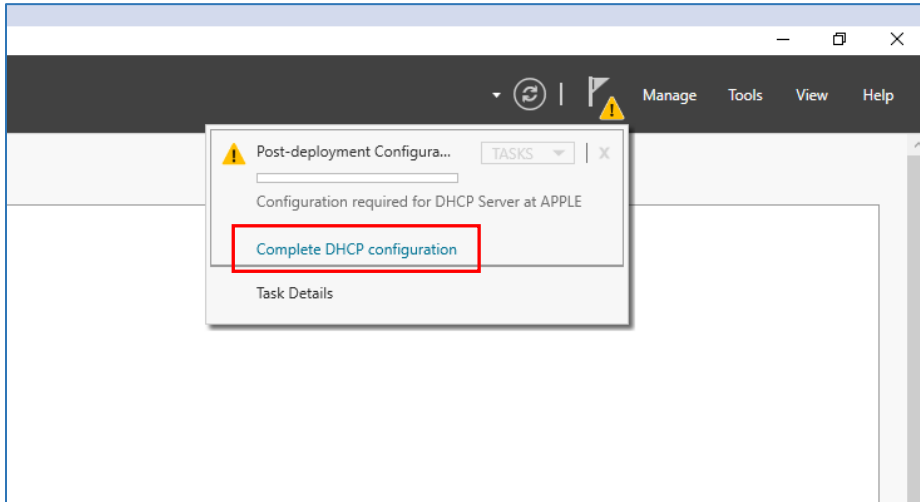 Manage Tools View Help
Post-deployment Configura... TASKS X
Configuration required for DHCP Server at APPLE
Complete DHCP configuration
Task Details